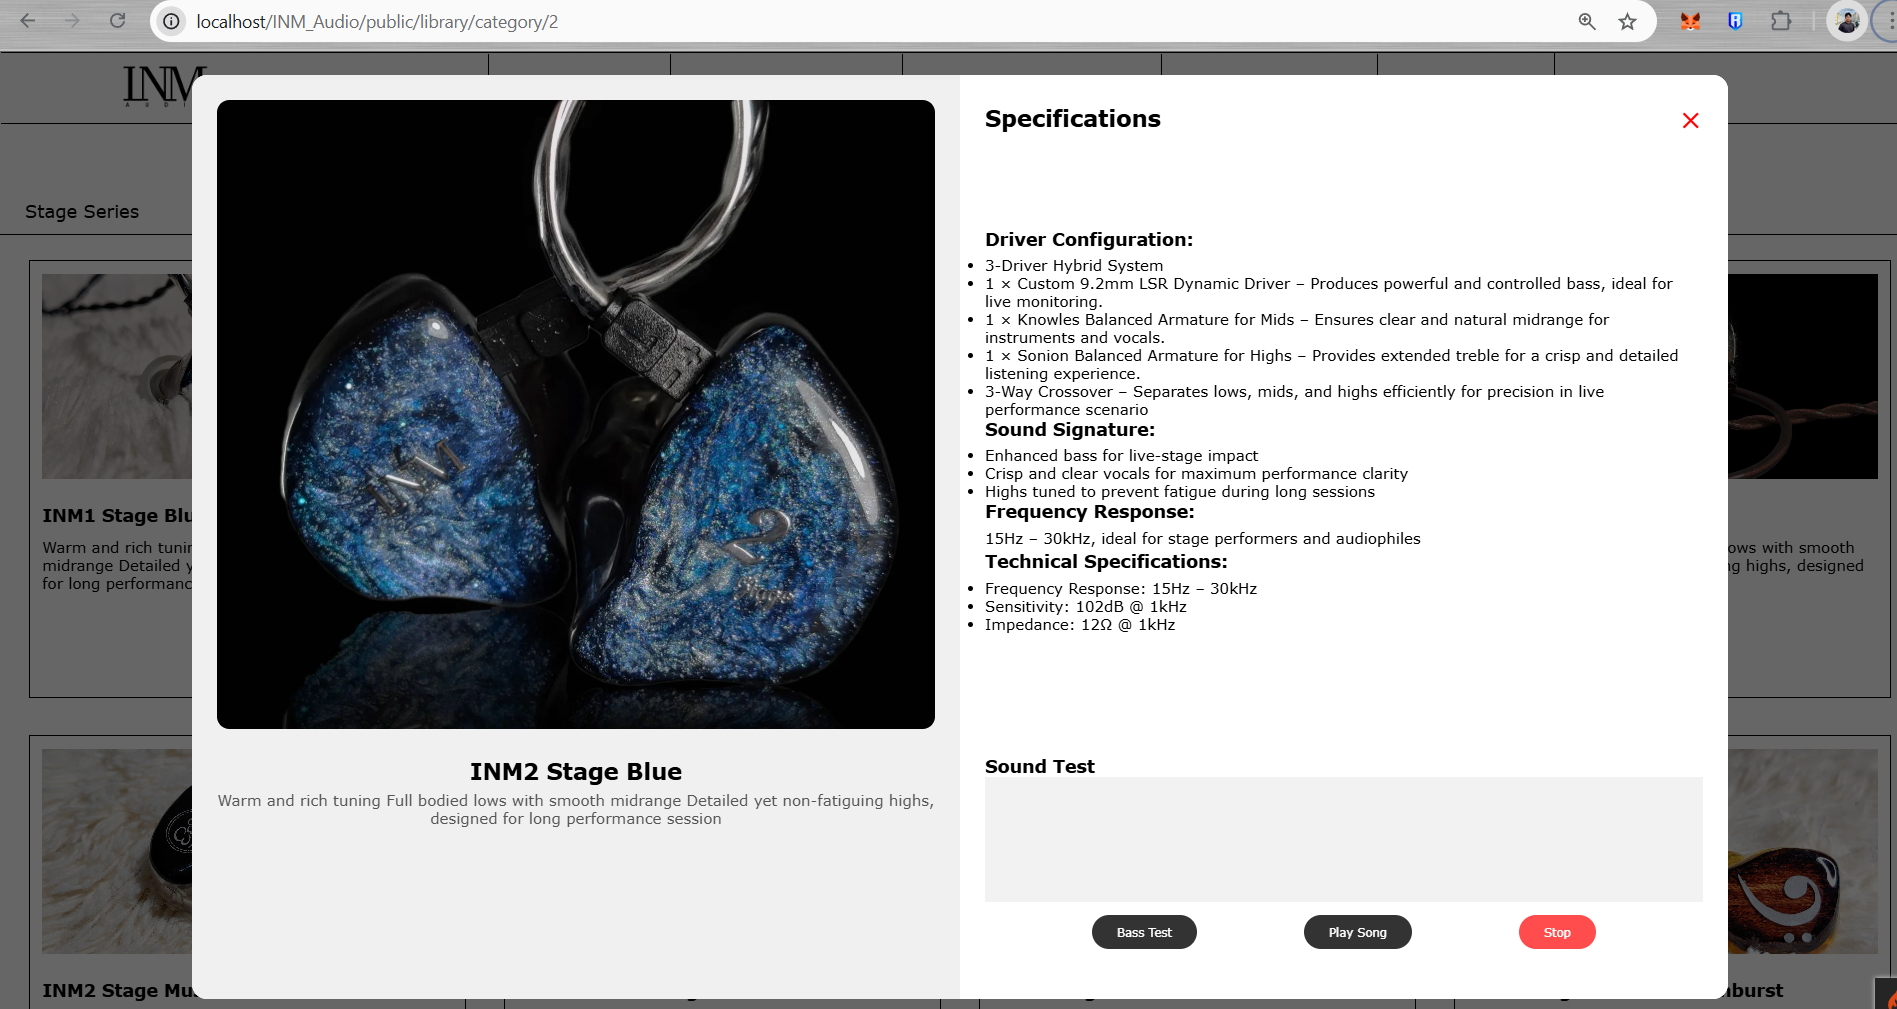 localhost/INM_Audio/public/library/category/2
INM
Stage Series
INM1 Stage Blu
Warm and rich tunin
midrange Detailed y
for long performanc
INM
2
INM2 Stage Blue
Warm and rich tuning Full bodied lows with smooth midrange Detailed yet non-fatiguing highs,
designed for long performance session
Specifications
Driver Configuration:
3-Driver Hybrid System
1 × Custom 9.2mm LSR Dynamic Driver – Produces powerful and controlled bass, ideal for
live monitoring.
1 × Knowles Balanced Armature for Mids – Ensures clear and natural midrange for
instruments and vocals.
1 × Sonion Balanced Armature for Highs – Provides extended treble for a crisp and detailed
listening experience.
3-Way Crossover – Separates lows, mids, and highs efficiently for precision in live
performance scenario
Sound Signature:
Enhanced bass for live-stage impact
Crisp and clear vocals for maximum performance clarity
Highs tuned to prevent fatigue during long sessions
Frequency Response:
15Hz – 30kHz, ideal for stage performers and audiophiles
Technical Specifications:
Frequency Response: 15Hz – 30kHz
Sensitivity: 102dB @ 1kHz
Impedance: 12Ω @ 1kHz
Sound Test
Bass Test
Play Song
Stop
ows with smooth
g highs, designed
INM2 Stage Mu
nburst